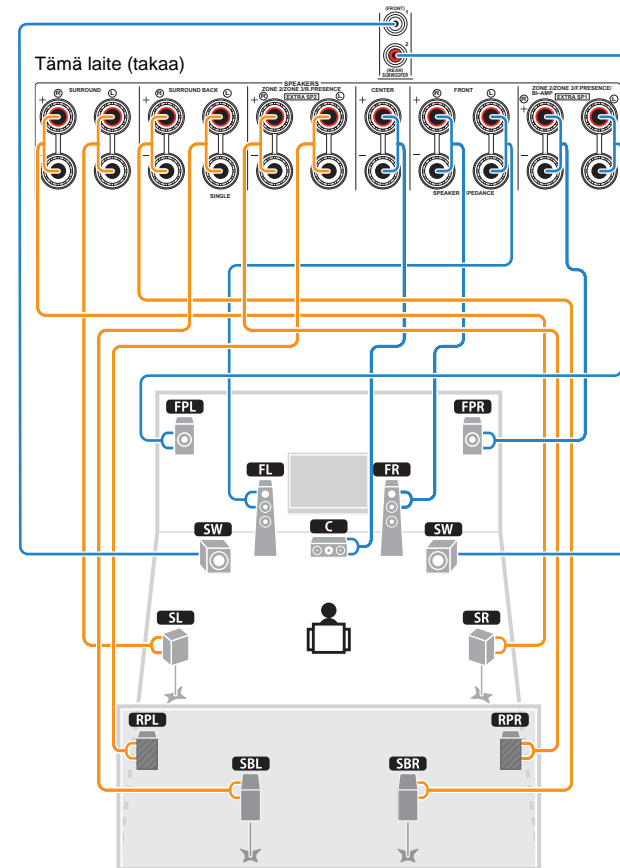 (FRONT)
1
2
(REAR)
SUBWOOFER
Tämä laite (takaa)
SPEAKERS
R SURROUND L
R SURROUND BACK L
ZONE 2/ZONE 3/R.PRESENCE
R EXTRA SP2 L
CENTER
R FRONT L
ZONE 2/ZONE 3/F.PRESENCE/
BI-AMP EXTRA SP1
R L
SINGLE
SPEAKER IMPEDANCE
FPL FPR
FL FR
SW C SW
SL SR
RPL RPR
SBL SBR